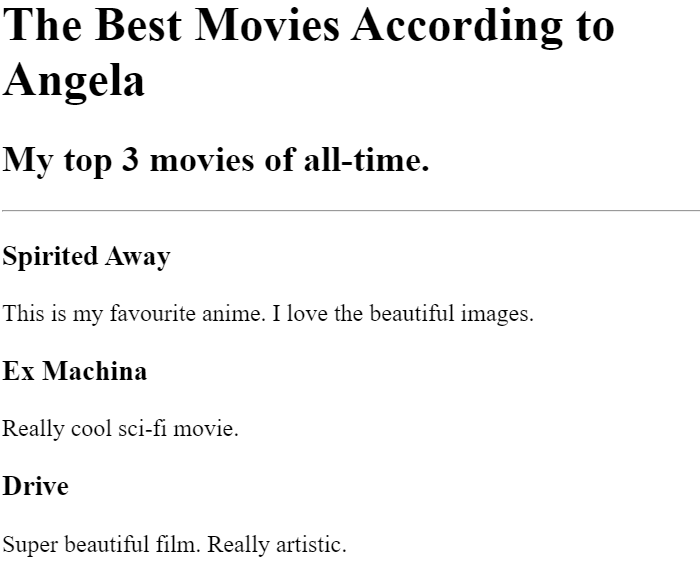 The Best Movies According to
Angela
My top 3 movies of all-time.
Spirited Away
This is my favourite anime. I love the beautiful images.
Ex Machina
Really cool sci-fi movie.
Drive
Super beautiful film. Really artistic.